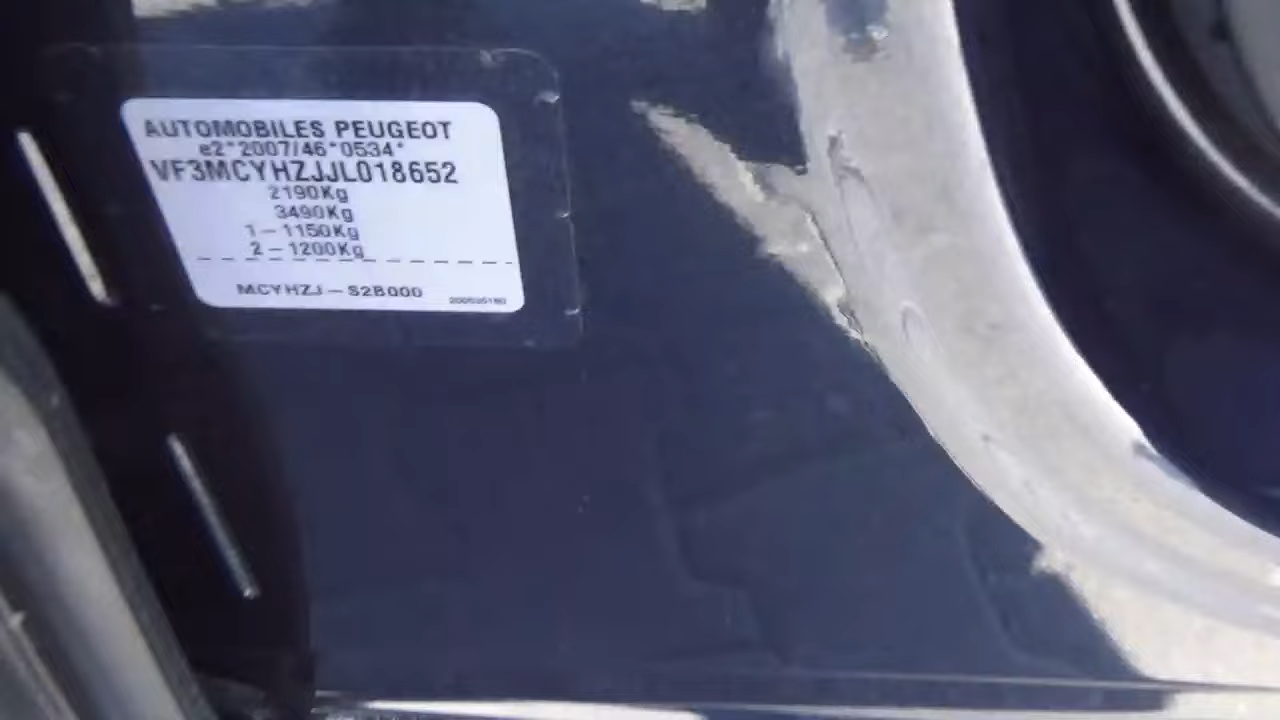 AUTOMOBILES PEUGEOT
e2*2007/46*0534*
VF3MCYHZJJL018652
2190Kg
3490Kg
1-1150Kg
2-1200Kg
MCYHZJ-S2B000